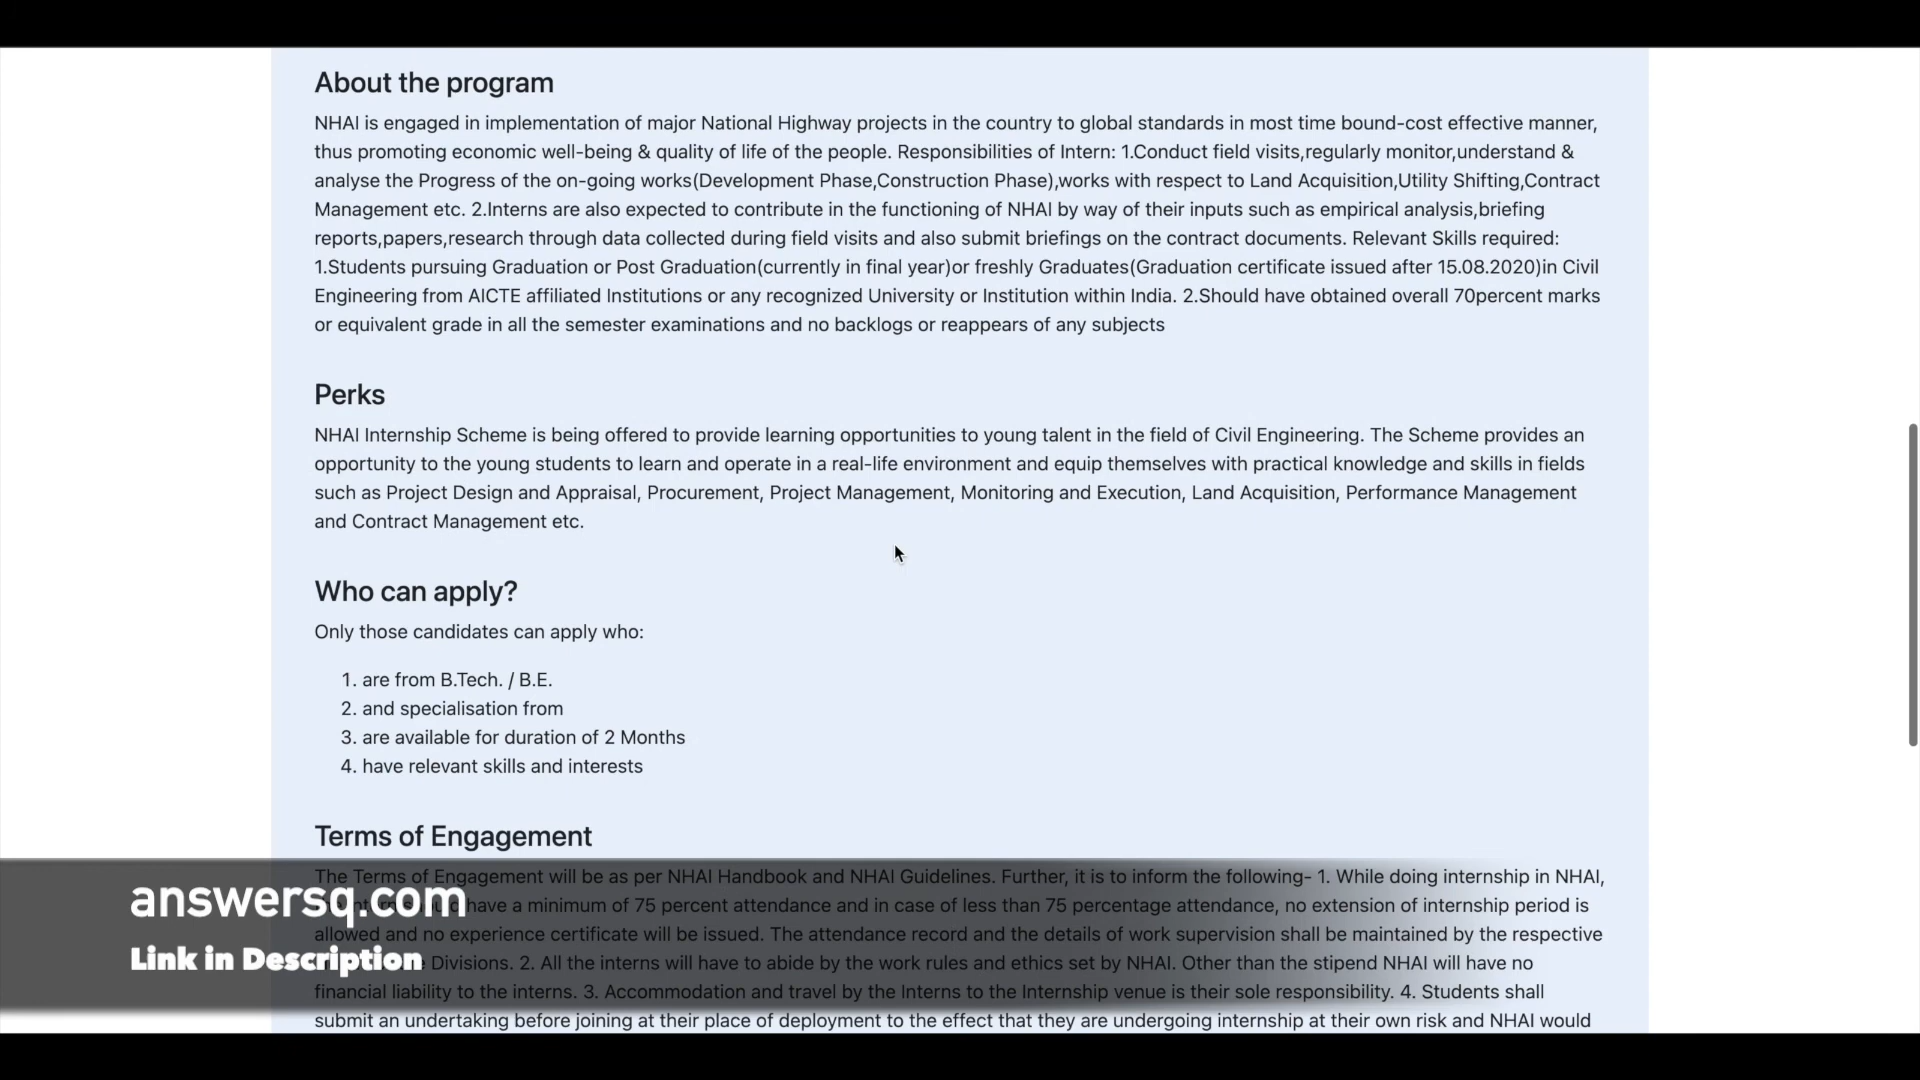 About the program
NHAI is engaged in implementation of major National Highway projects in the country to global standards in most time bound-cost effective manner,
thus promoting economic well-being & quality of life of the people. Responsibilities of Intern: 1.Conduct field visits,regularly monitor,understand &
analyse the Progress of the on-going works(Development Phase,Construction Phase),works with respect to Land Acquisition,Utility Shifting,Contract
Management etc. 2.Interns are also expected to contribute in the functioning of NHAI by way of their inputs such as empirical analysis,briefing
reports,papers,research through data collected during field visits and also submit briefings on the contract documents. Relevant Skills required:
1.Students pursuing Graduation or Post Graduation(currently in final year)or freshly Graduates(Graduation certificate issued after 15.08.2020)in Civil
Engineering from AICTE affiliated Institutions or any recognized University or Institution within India. 2.Should have obtained overall 70percent marks
or equivalent grade in all the semester examinations and no backlogs or reappears of any subjects
Perks
NHAI Internship Scheme is being offered to provide learning opportunities to young talent in the field of Civil Engineering. The Scheme provides an
opportunity to the young students to learn and operate in a real-life environment and equip themselves with practical knowledge and skills in fields
such as Project Design and Appraisal, Procurement, Project Management, Monitoring and Execution, Land Acquisition, Performance Management
and Contract Management etc.
Who can apply?
Only those candidates can apply who:
1. are from B.Tech. / B.E.
2. and specialisation from
3. are available for duration of 2 Months
4. have relevant skills and interests
Terms of Engagement
The Terms of Engagement will be as per NHAI Handbook and NHAI Guidelines. Further, it is to inform the following- 1. While doing internship in NHAI,
have a minimum of 75 percent attendance and in case of less than 75 percentage attendance, no extension of internship period is
allowed and no experience certificate will be issued. The attendance record and the details of work supervision shall be maintained by the respective
Divisions. 2. All the interns will have to abide by the work rules and ethics set by NHAI. Other than the stipend NHAI will have no
financial liability to the interns. 3. Accommodation and travel by the Interns to the Internship venue is their sole responsibility. 4. Students shall
submit an undertaking before joining at their place of deployment to the effect that they are undergoing internship at their own risk and NHAI would
answersq.com
Link in Description